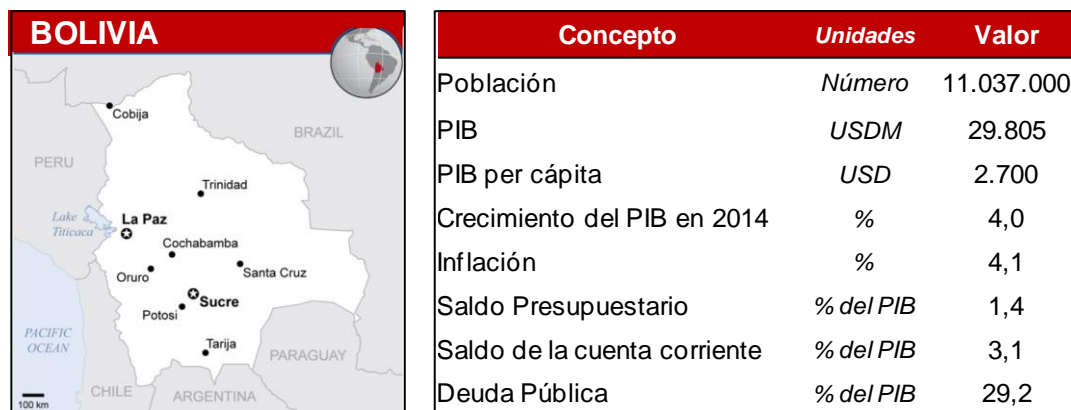 BOLIVIA
Cobija
BRAZIL
PERU
Trinidad
Lake
Titicaca
La Paz
Cochabamba
Oruro
Santa Cruz
Sucre
Potosi
PACIFIC
OCEAN
Tarija
PARAGUAY
CHILE
ARGENTINA
100 km
Concepto Unidades Valor
Población Número 11.037.000
PIB USDM 29.805
PIB per cápita USD 2.700
Crecimiento del PIB en 2014 % 4,0
Inflación % 4,1
Saldo Presupuestario % del PIB 1,4
Saldo de la cuenta corriente % del PIB 3,1
Deuda Pública % del PIB 29,2